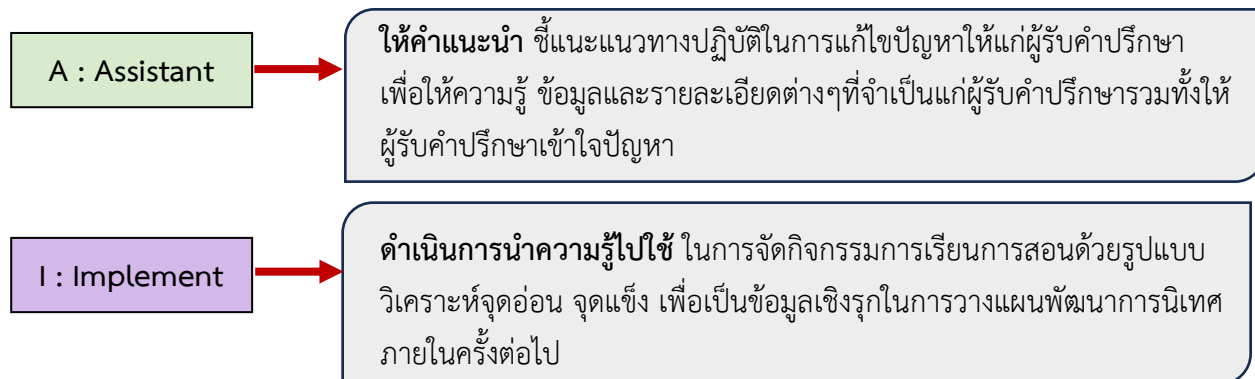 A : Assistant
ให้คำแนะนำ ชี้แนะแนวทางปฏิบัติในการแก้ไขปัญหาให้แก่ผู้รับคำปรึกษา
เพื่อให้ความรู้ ข้อมูลและรายละเอียดต่างๆที่จำเป็นแก่ผู้รับคำปรึกษารวมทั้งให้
ผู้รับคำปรึกษาเข้าใจปัญหา
I : Implement
ดำเนินการนำความรู้ไปใช้ ในการจัดกิจกรรมการเรียนการสอนด้วยรูปแบบ
วิเคราะห์จุดอ่อน จุดแข็ง เพื่อเป็นข้อมูลเชิงรุกในการวางแผนพัฒนาการนิเทศ
ภายในครั้งต่อไป